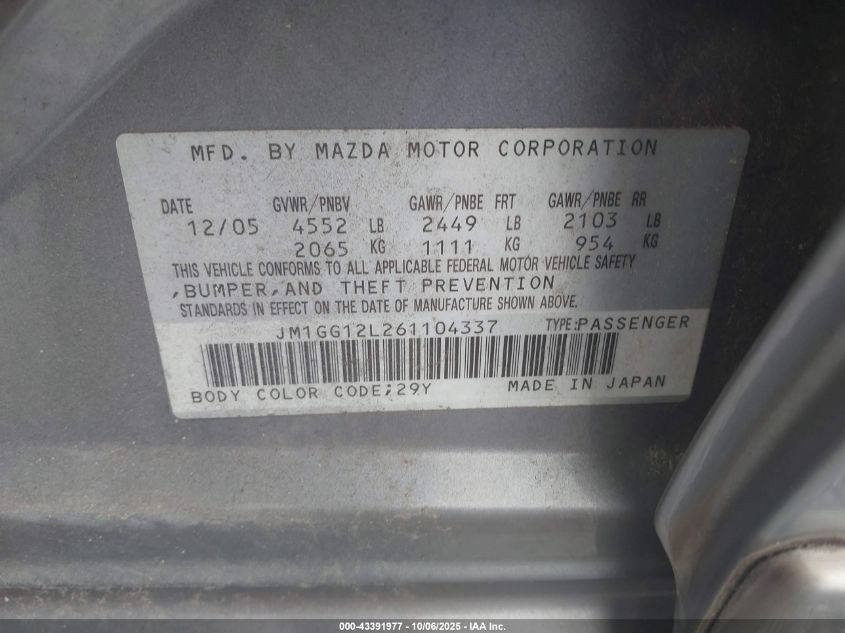 MFD. BY MAZDA MOTOR CORPORATION
DATE GVWR/PNBV GAWR/PNBE FRT GAWR/PNBE RR
12/05 4552 LB 2449 LB 2103 LB
2065 KG 1111 KG 954 KG
THIS VEHICLE CONFORMS TO ALL APPLICABLE FEDERAL MOTOR VEHICLE SAFETY
,BUMPER,AND THEFT PREVENTION
STANDARDS IN EFFECT ON THE DATE OF MANUFACTURE SHOWN ABOVE.
JM1GG12L261104337 TYPE:PASSENGER
BODY COLOR CODE;29Y MADE IN JAPAN
000-43391977 - 10/06/2025 - IAA Inc.